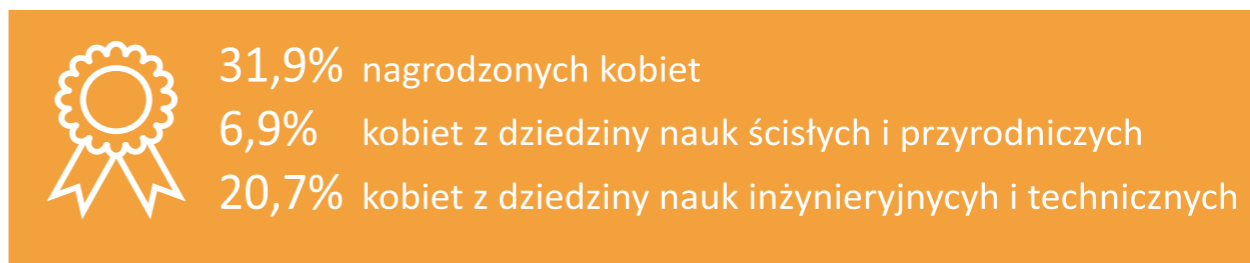 31,9% nagrodzonych kobiet
6,9% kobiet z dziedziny nauk ścisłych i przyrodniczych
20,7% kobiet z dziedziny nauk inżynieryjnycyh i technicznych